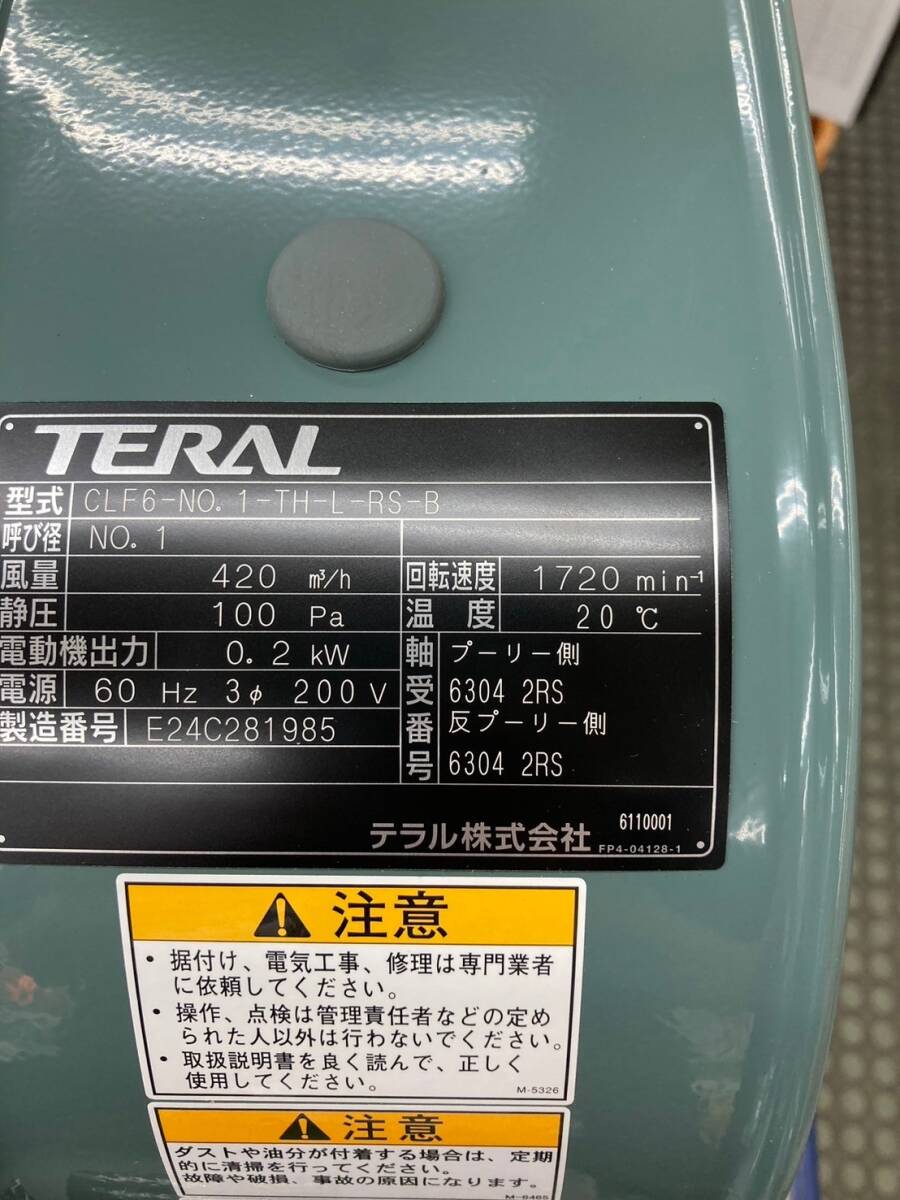 TERAL
型式 CLF6-NO.1-TH-L-RS-B
呼び径 NO.1
風量 420 m³/h 回転速度 1720 min⁻¹
静圧 100 Pa 温度 20 ℃
電動機出力 0.2 kW 軸受番号 プーリー側
電源 60 Hz 3φ 200 V 6304 2RS
製造番号 E24C281985 反プーリー側
6304 2RS
テラル株式会社 6110001
FP4-04128-1
注意
・据付け、電気工事、修理は専門業者
に依頼してください。
・操作、点検は管理責任者などの定め
られた人以外は行わないでください。
・取扱説明書を良く読んで、正しく
使用してください。
M-5326
注意
ダストや油分が付着する場合は、定期
的に清掃を行ってください。
故障や破損、事故の原因になります。